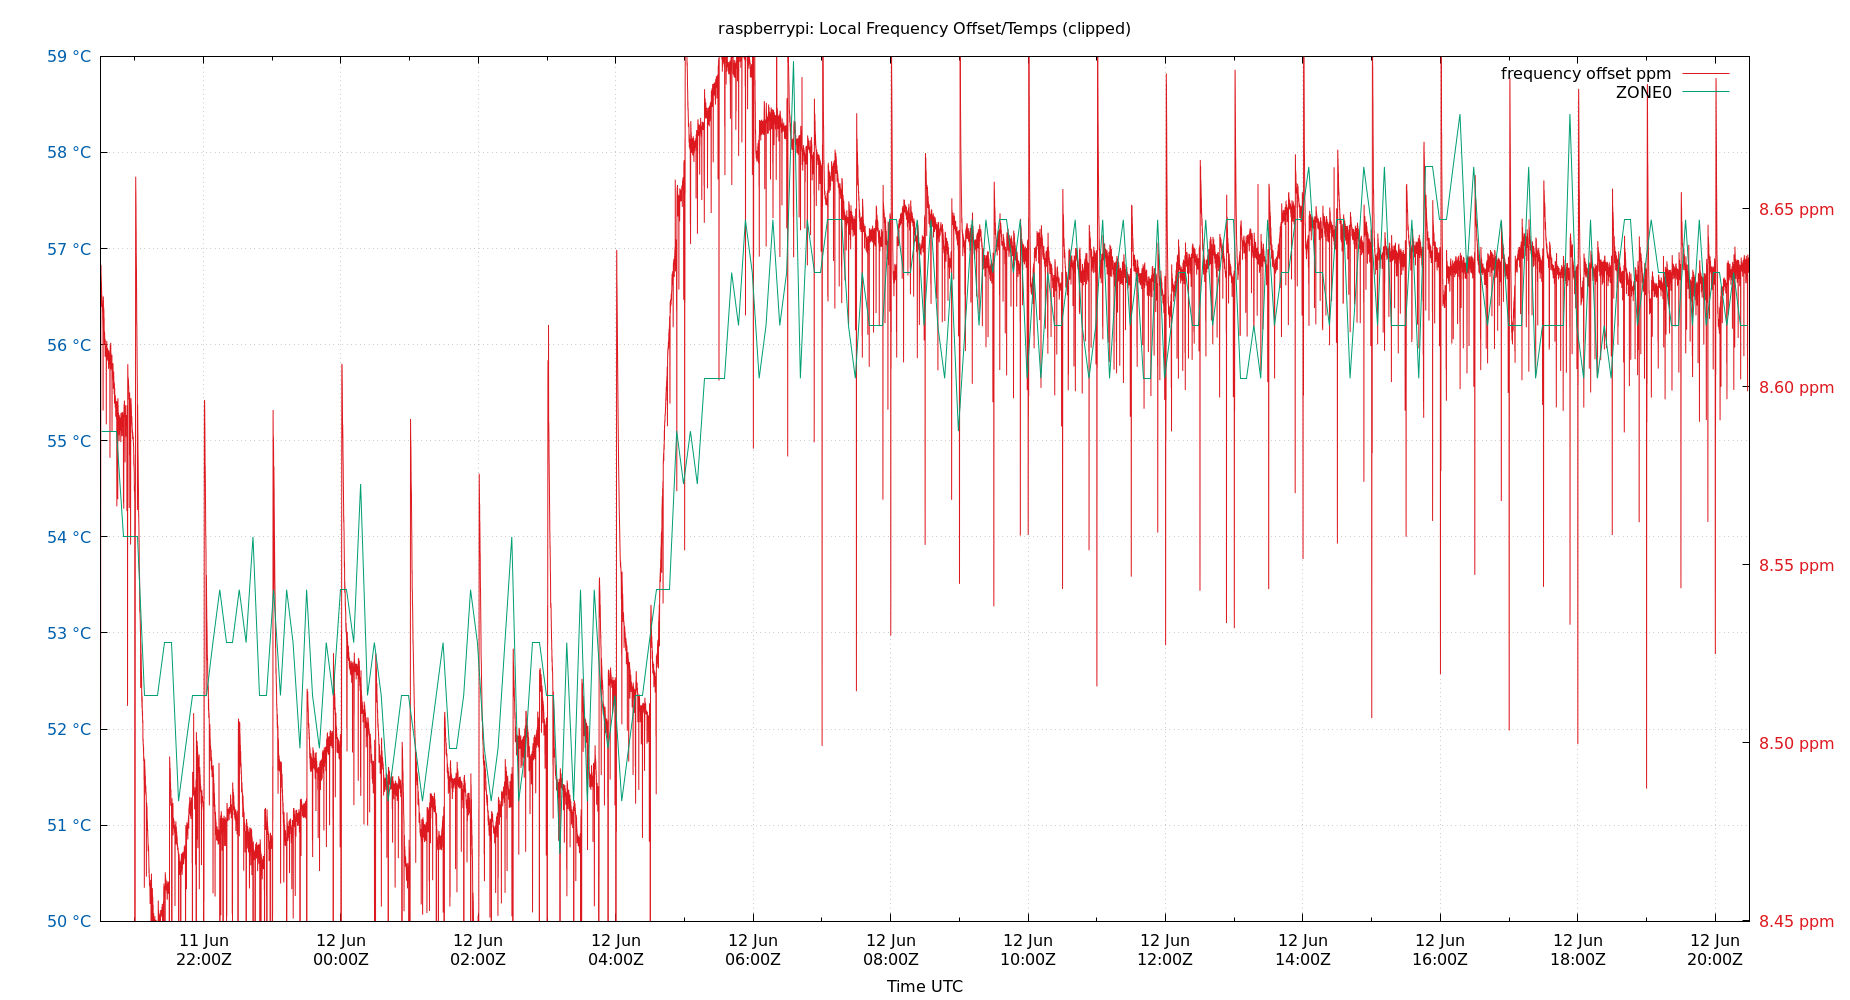 raspberrypi: Local Frequency Offset/Temps (clipped)
59 °C
58 °C
57 °C
56 °C
55 °C
54 °C
53 °C
52 °C
51 °C
50 °C
frequency offset ppm
ZONE0
8.65 ppm
8.60 ppm
8.55 ppm
8.50 ppm
8.45 ppm
11 Jun
22:00Z
12 Jun
00:00Z
12 Jun
02:00Z
12 Jun
04:00Z
12 Jun
06:00Z
12 Jun
08:00Z
12 Jun
10:00Z
12 Jun
12:00Z
12 Jun
14:00Z
12 Jun
16:00Z
12 Jun
18:00Z
12 Jun
20:00Z
Time UTC